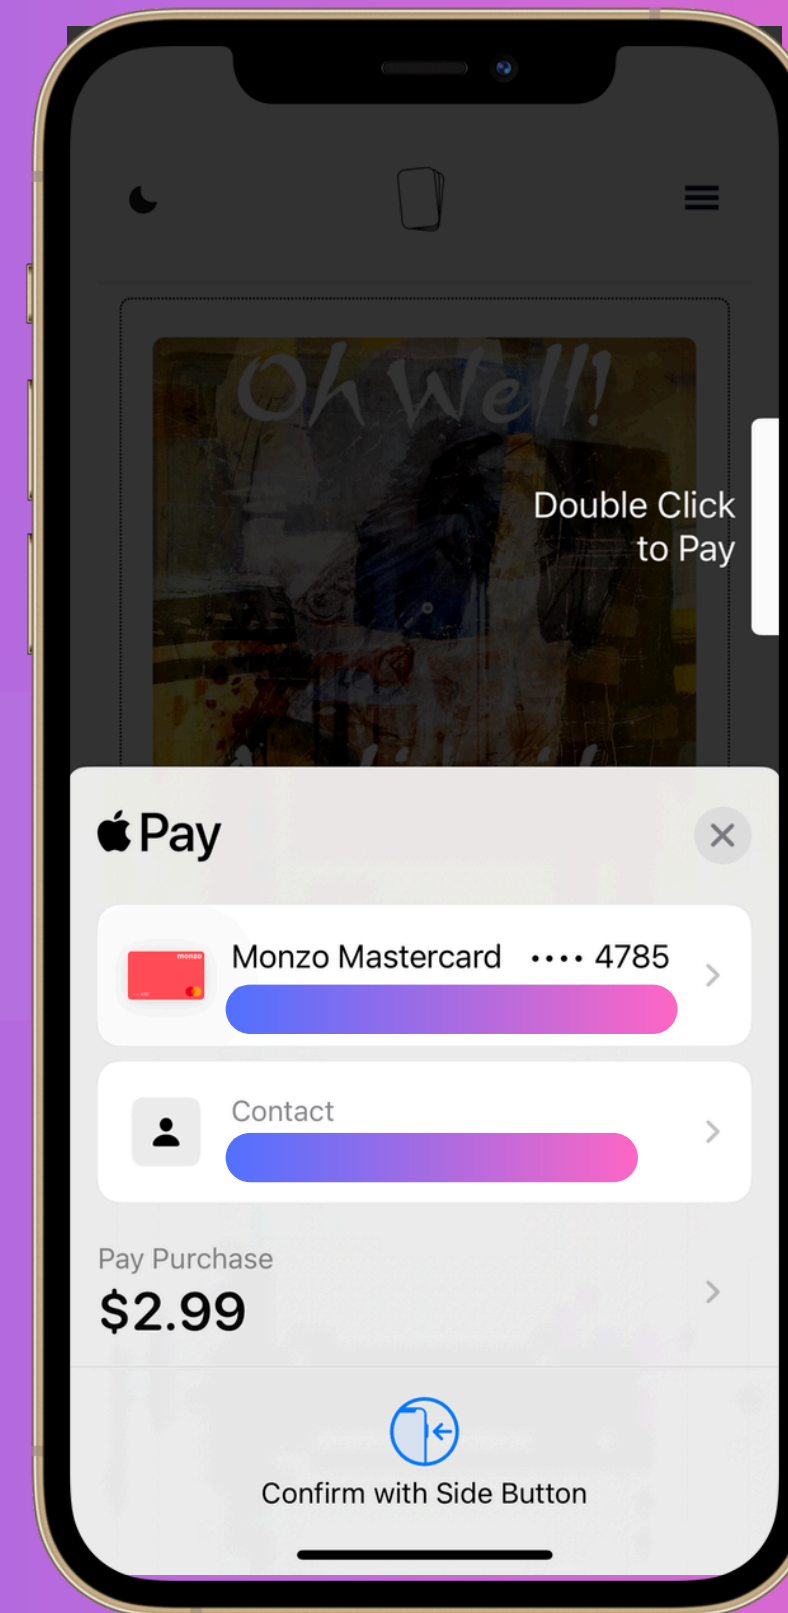 Oh Well!
Double Click
to Pay
Pay
Monzo Mastercard •••• 4785
monzo
Contact
Pay Purchase
$2.99
Confirm with Side Button